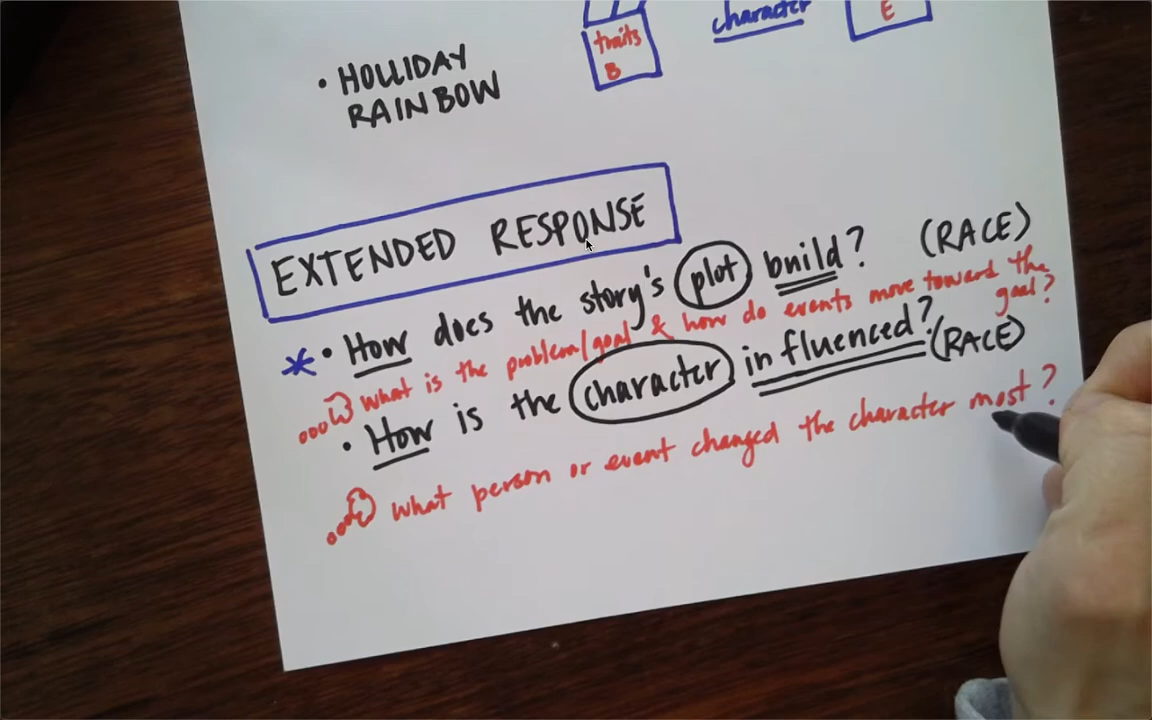 traits
B
character
E
• HOLLIDAY
RAINBOW
EXTENDED RESPONSE
* • How does the story's plot build? (RACE)
what is the problem/goal & how do events move toward the
goal?
• How is the character influenced? (RACE)
what person or event changed the character most?